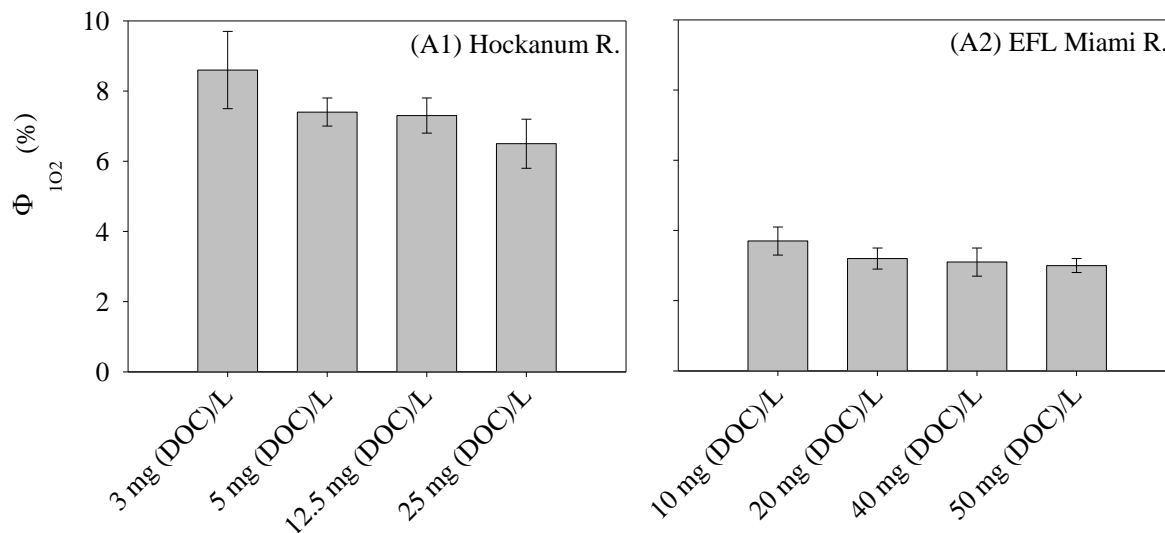 (A1) Hockanum R.
(A2) EFL Miami R.
Φ 1O2 (%)
10
8
6
4
2
0
3 mg (DOC)/L
5 mg (DOC)/L
12.5 mg (DOC)/L
25 mg (DOC)/L
10 mg (DOC)/L
20 mg (DOC)/L
40 mg (DOC)/L
50 mg (DOC)/L